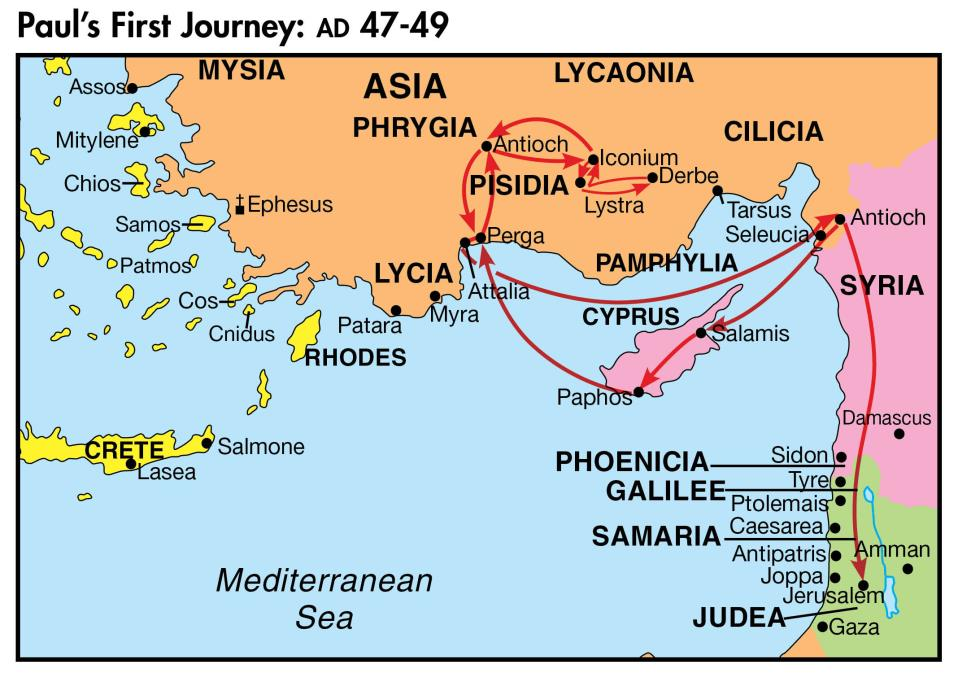 Paul's First Journey: AD 47-49
MYSIA
ASIA
LYCAONIA
Assos
PHRYGIA
CILICIA
Mitylene
Antioch
Iconium
Chios
PISIDIA
Derbe
Ephesus
Lystra
Tarsus
Antioch
Samos
Perga
Seleucia
Patmos
LYCIA
PAMPHYLIA
SYRIA
Cos
Attalia
Myra
CYPRUS
Cnidus
Patara
Salamis
RHODES
Paphos
Damascus
CRETE
Salmone
Sidon
PHOENICIA
Lasea
Tyre
GALILEE
Ptolemais
Caesarea
SAMARIA
Antipatris
Amman
Joppa
Mediterranean
Sea
Jerusalem
JUDEA
Gaza